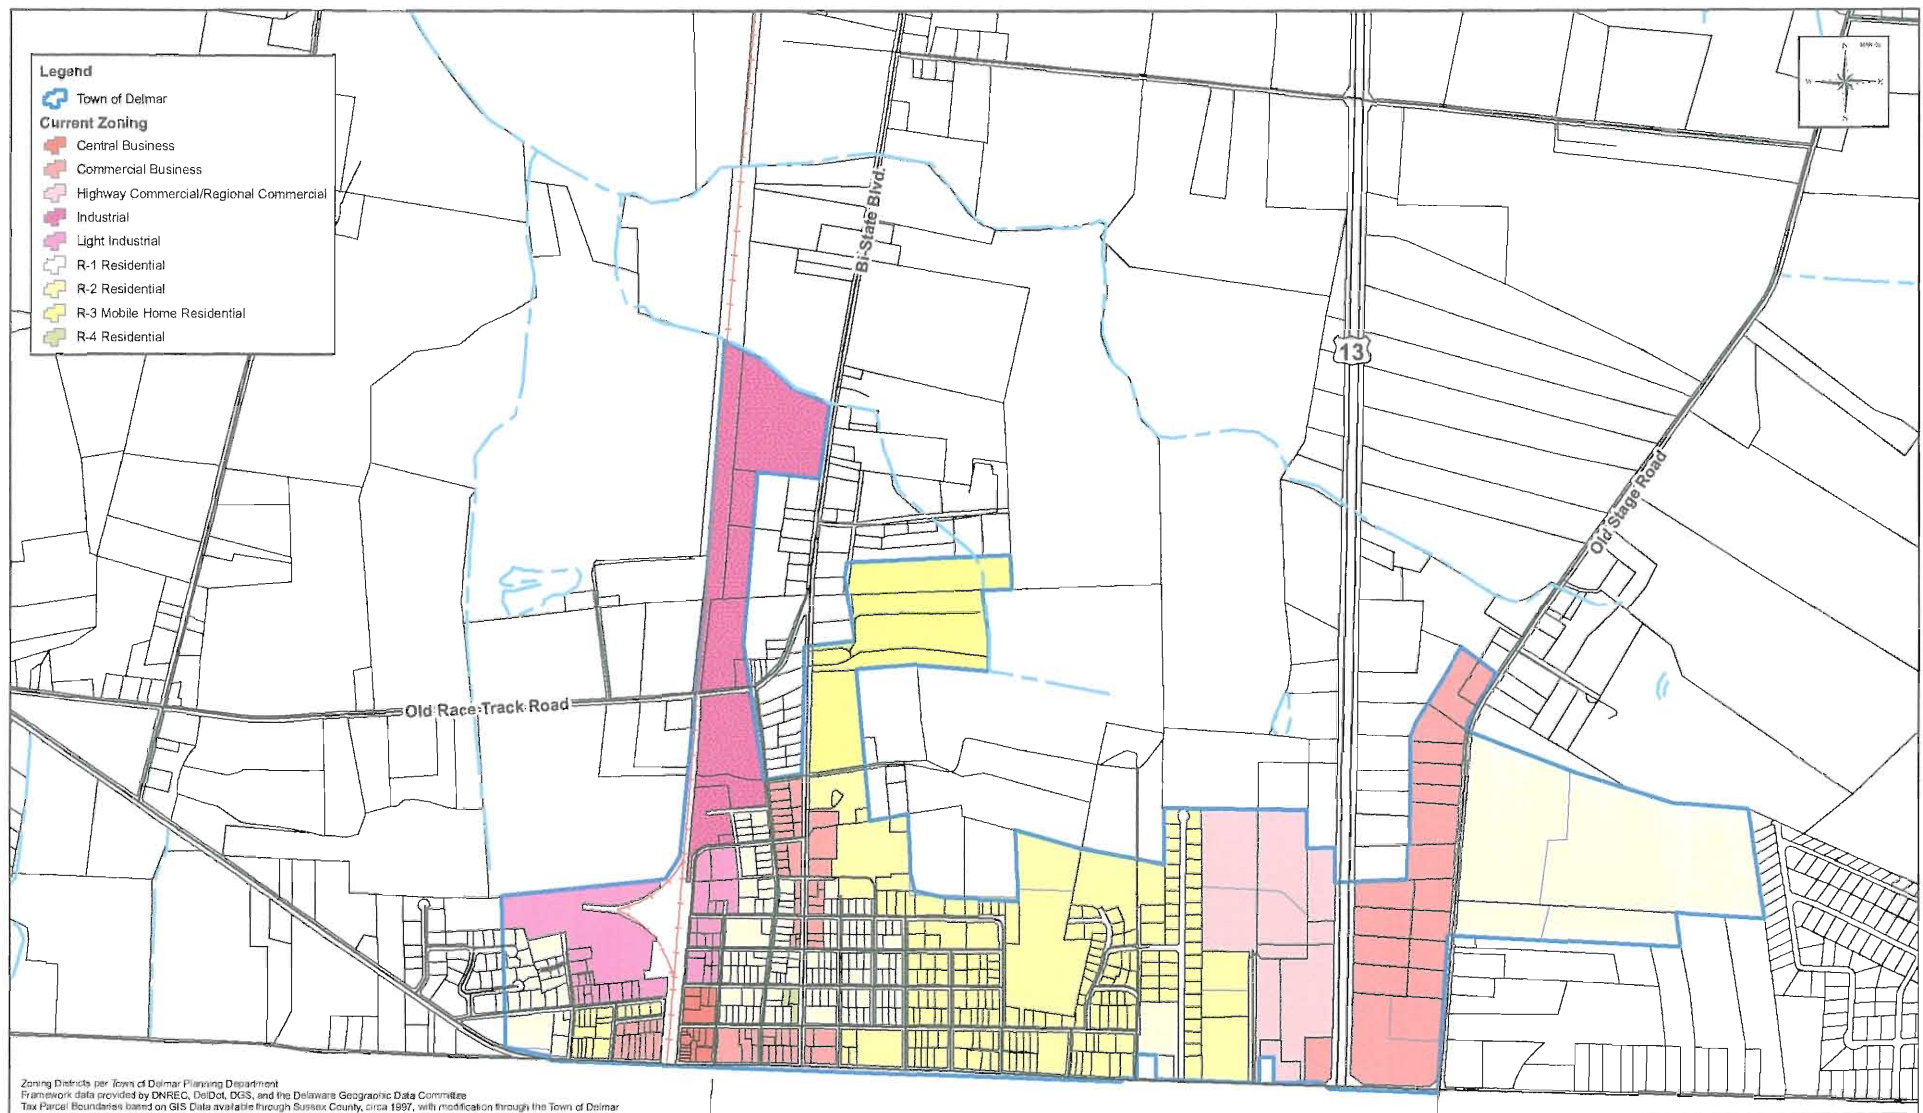 Legend
Town of Delmar
Current Zoning
Central Business
Commercial Business
Highway Commercial/Regional Commercial
Industrial
Light Industrial
R-1 Residential
R-2 Residential
R-3 Mobile Home Residential
R-4 Residential
N
W
E
S
Bi-State Blvd.
13
Old Stage Road
Old Race Track Road
Zoning Districts per Town of Delmar Planning Department
Framework data provided by DNREC, DelDot, DGS, and the Delaware Geographic Data Committee
Tax Parcel Boundaries based on GIS Data available through Sussex County, circa 1997, with modification through the Town of Delmar